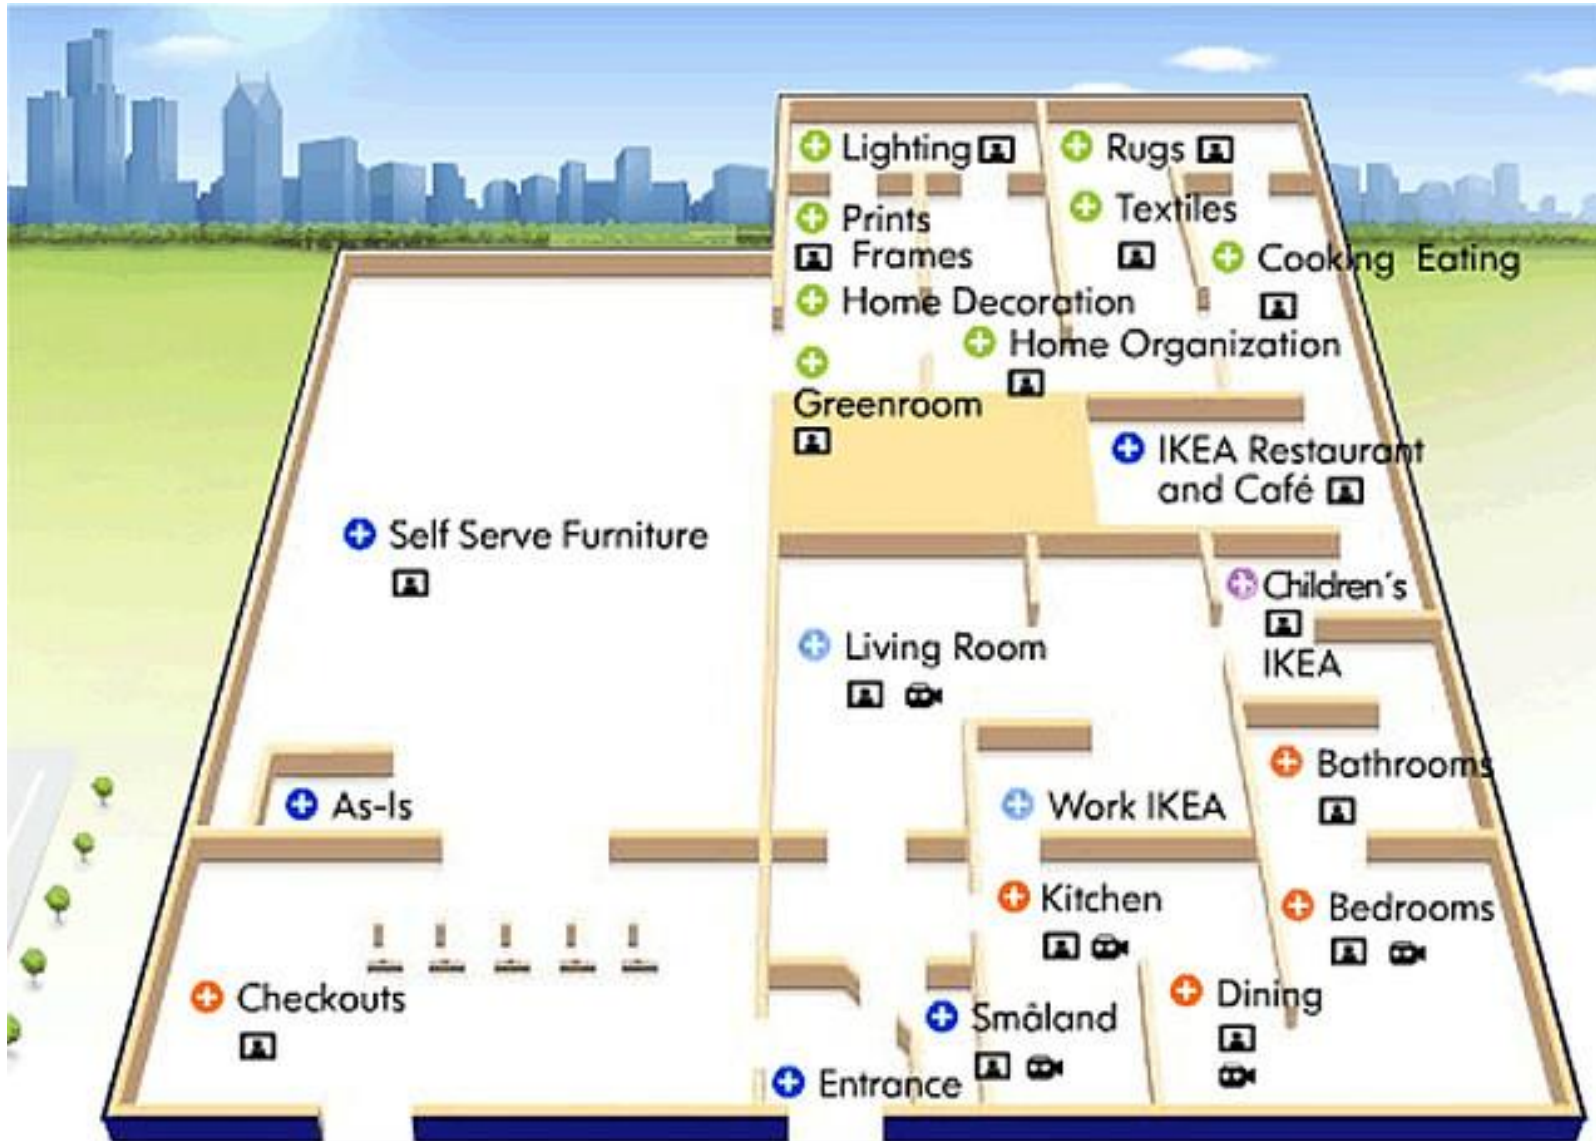 Lighting
Rugs
Prints
Frames
Textiles
Cooking Eating
Home Decoration
Home Organization
Greenroom
IKEA Restaurant
and Café
Self Serve Furniture
Children´s
IKEA
Living Room
Bathrooms
As-Is
Work IKEA
Kitchen
Bedrooms
Checkouts
Dining
Småland
Entrance